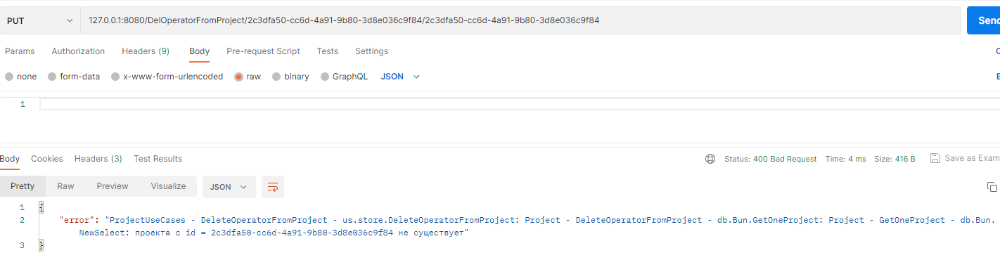 PUT 127.0.0.1:8080/DelOperatorFromProject/2c3dfa50-cc6d-4a91-9b80-3d8e036c9f84/2c3dfa50-cc6d-4a91-9b80-3d8e036c9f84 Send
Params Authorization Headers (9) Body Pre-request Script Tests Settings
none form-data x-www-form-urlencoded raw binary GraphQL JSON
1
Body Cookies Headers (3) Test Results Status: 400 Bad Request Time: 4 ms Size: 416 B Save as Exam
Pretty Raw Preview Visualize JSON
1 {
2 "error": "ProjectUseCases - DeleteOperatorFromProject - us.store.DeleteOperatorFromProject: Project - DeleteOperatorFromProject - db.Bun.GetOneProject: Project - GetOneProject - db.Bun.
NewSelect: проекта с id = 2c3dfa50-cc6d-4a91-9b80-3d8e036c9f84 не существует"
3 }